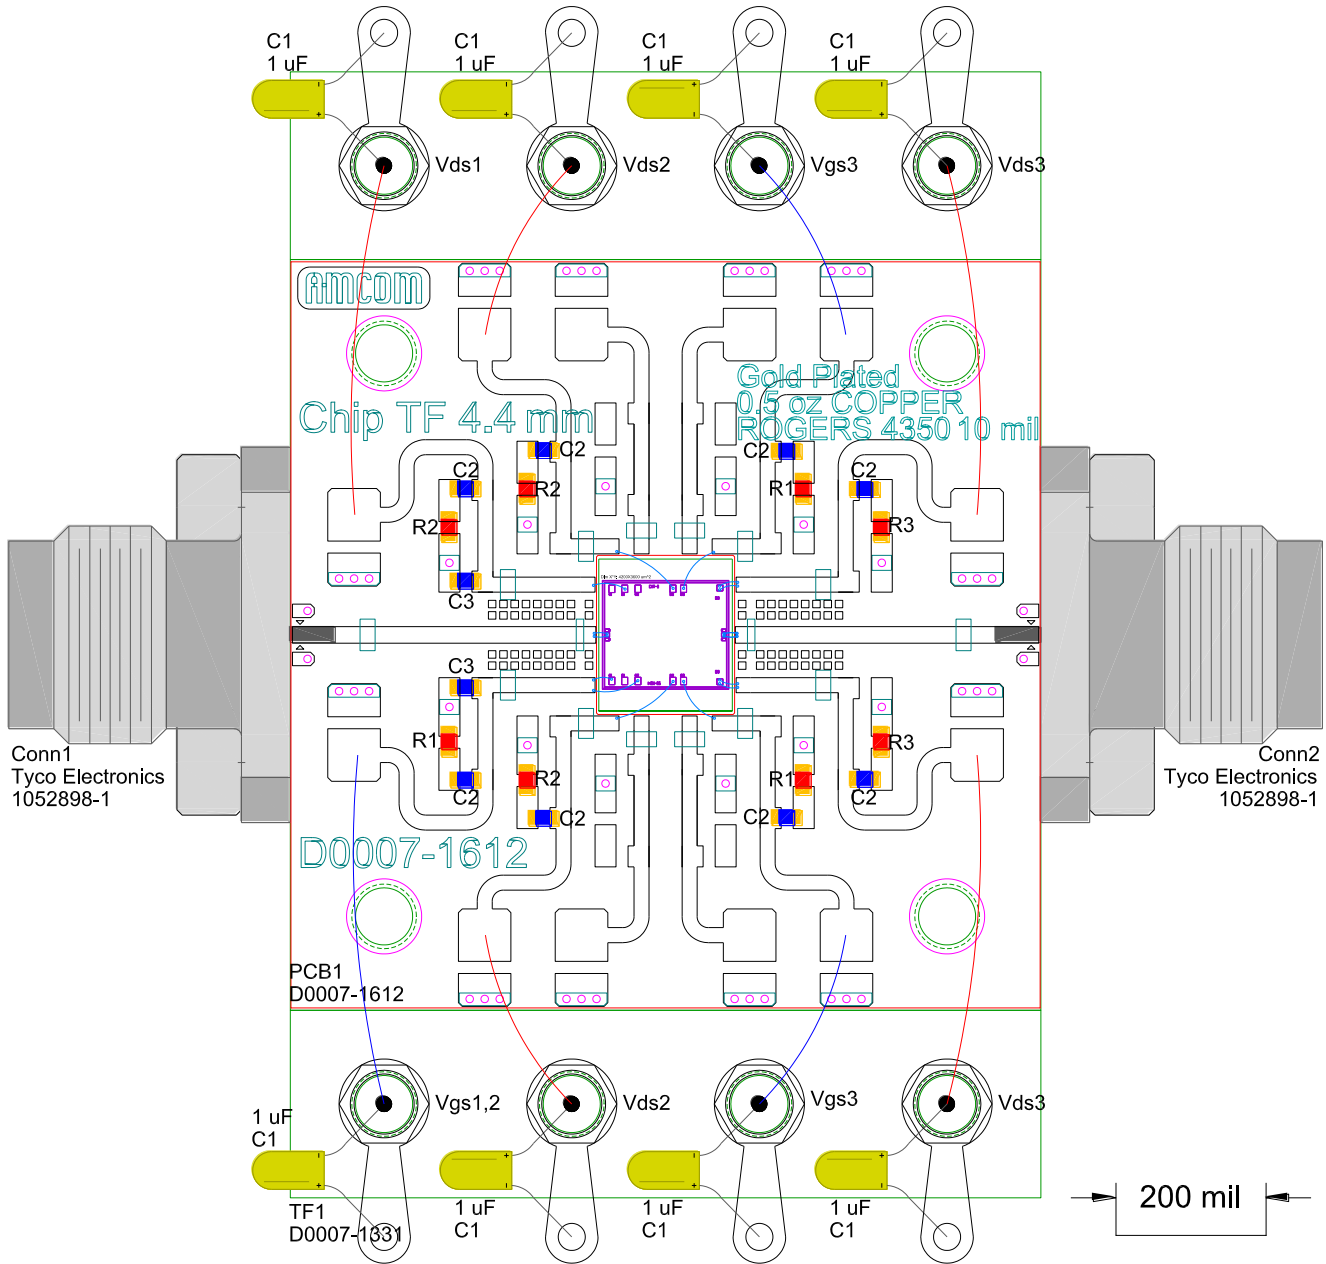 C1
1 uF
C1
1 uF
C1
1 uF
C1
1 uF
Vds1
Vds2
Vgs3
Vds3
AMCOM
Gold Plated
0.5 oz COPPER
ROGERS 4350 10 mil
Chip TF 4.4 mm
C2
C2
C2
R2
R1
C2
R2
R3
C3
C3
R1
R3
R2
R1
C2
C2
C2
C2
Conn1
Tyco Electronics
1052898-1
Conn2
Tyco Electronics
1052898-1
D0007-1612
PCB1
D0007-1612
Vgs1,2
Vds2
Vgs3
Vds3
1 uF
C1
1 uF
C1
1 uF
C1
1 uF
C1
TF1
D0007-1331
200 mil